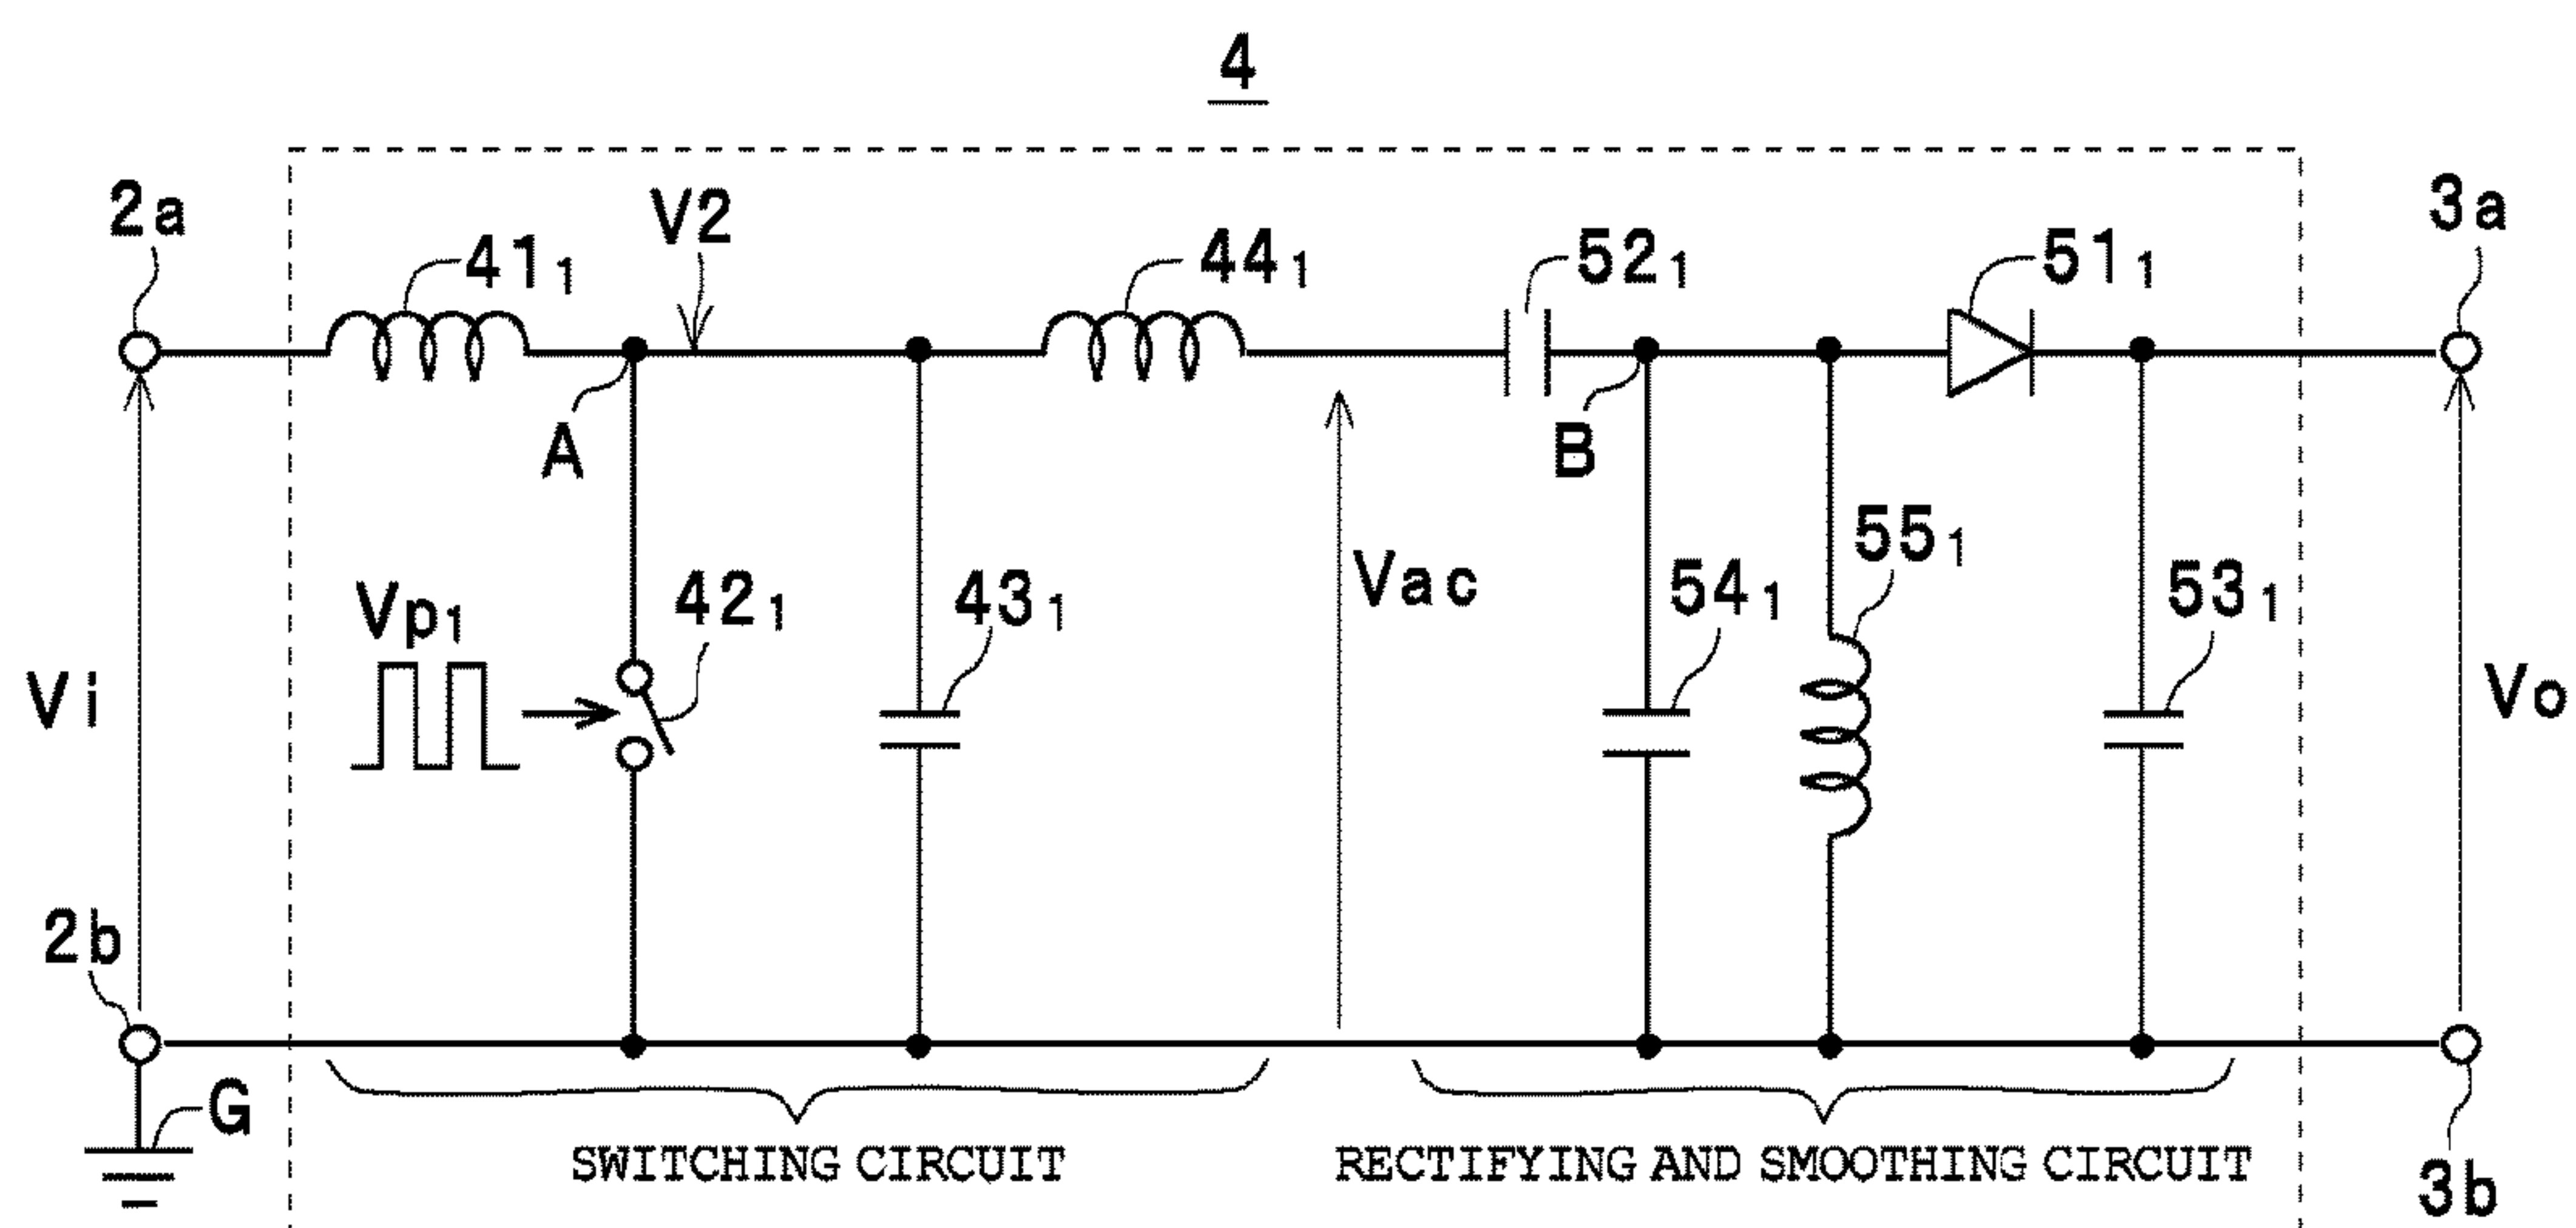 4
2a
41₁
V2
44₁
52₁
51₁
3a
A
B
Vp₁
42₁
43₁
Vac
54₁
55₁
53₁
Vi
Vo
2b
G
SWITCHING CIRCUIT
RECTIFYING AND SMOOTHING CIRCUIT
3b